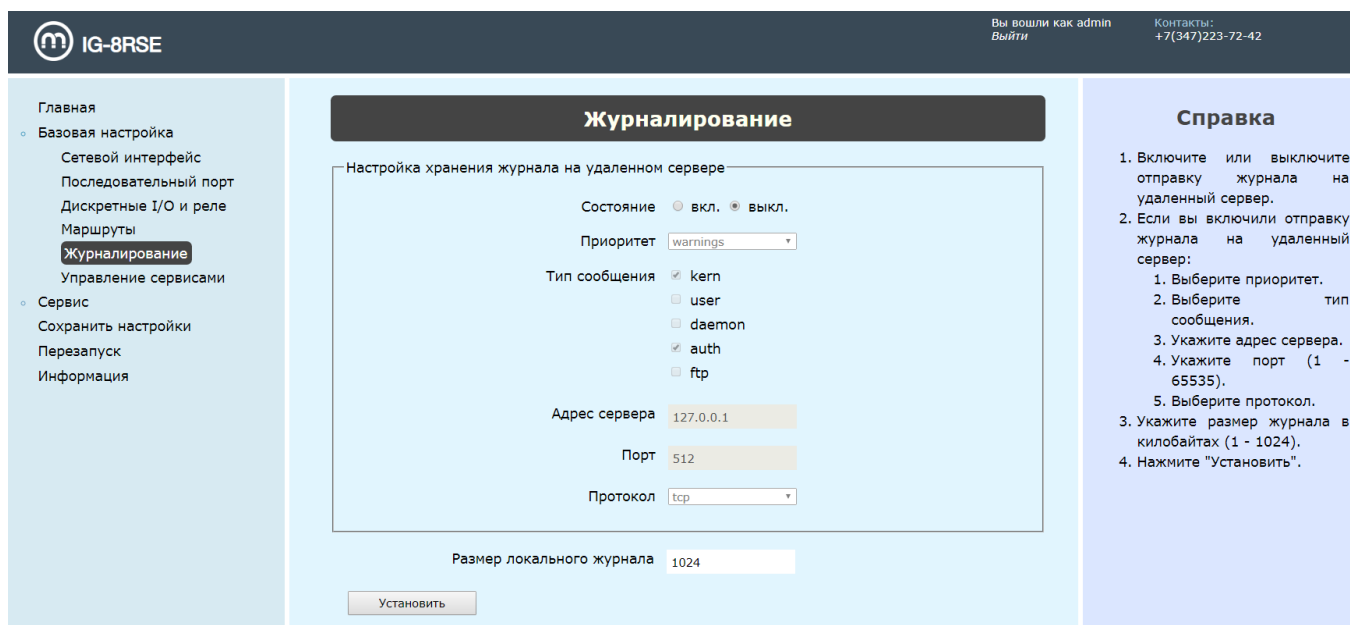 m IG-8RSE
Вы вошли как admin
Выйти
Контакты:
+7(347)223-72-42
Главная
Базовая настройка
Сетевой интерфейс
Последовательный порт
Дискретные I/O и реле
Маршруты
Журналирование
Управление сервисами
Сервис
Сохранить настройки
Перезапуск
Информация
Журналирование
Настройка хранения журнала на удаленном сервере
Состояние вкл. выкл.
Приоритет warnings
Тип сообщения kern
user
daemon
auth
ftp
Адрес сервера 127.0.0.1
Порт 512
Протокол tcp
Размер локального журнала 1024
Установить
Справка
1. Включите или выключите
отправку журнала на
удаленный сервер.
2. Если вы включили отправку
журнала на удаленный
сервер:
1. Выберите приоритет.
2. Выберите тип
сообщения.
3. Укажите адрес сервера.
4. Укажите порт (1 -
65535).
5. Выберите протокол.
3. Укажите размер журнала в
килобайтах (1 - 1024).
4. Нажмите "Установить".